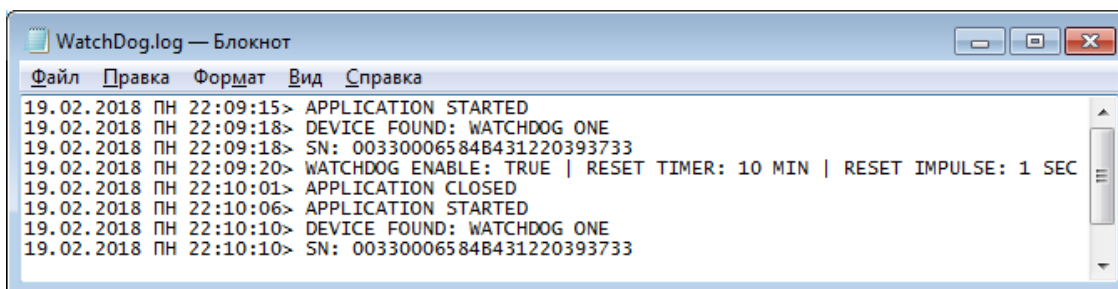 WatchDog.log — Блокнот
Файл Правка Формат Вид Справка
19.02.2018 ПН 22:09:15> APPLICATION STARTED
19.02.2018 ПН 22:09:18> DEVICE FOUND: WATCHDOG ONE
19.02.2018 ПН 22:09:18> SN: 00330006584B431220393733
19.02.2018 ПН 22:09:20> WATCHDOG ENABLE: TRUE | RESET TIMER: 10 MIN | RESET IMPULSE: 1 SEC
19.02.2018 ПН 22:10:01> APPLICATION CLOSED
19.02.2018 ПН 22:10:06> APPLICATION STARTED
19.02.2018 ПН 22:10:10> DEVICE FOUND: WATCHDOG ONE
19.02.2018 ПН 22:10:10> SN: 00330006584B431220393733